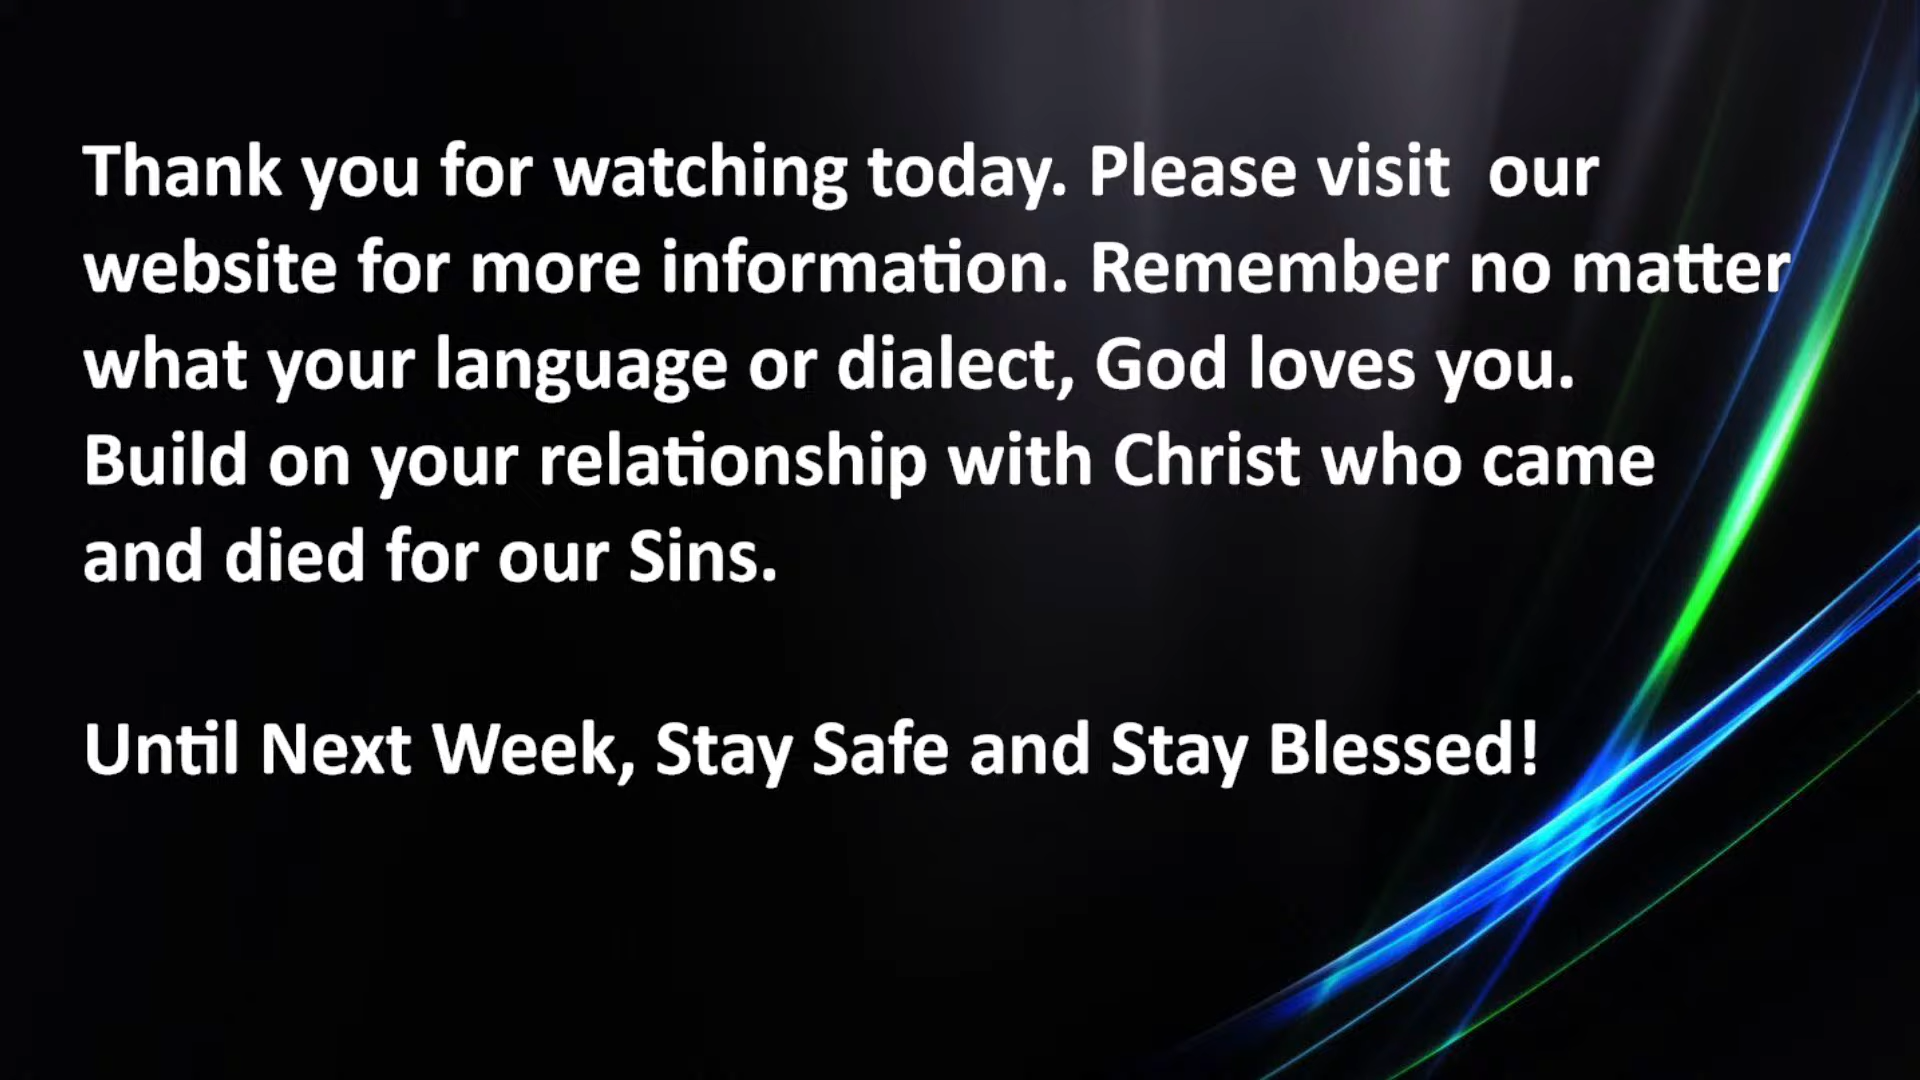 Thank you for watching today. Please visit  our
website for more information. Remember no matter
what your language or dialect, God loves you.
Build on your relationship with Christ who came
and died for our Sins.
Until Next Week, Stay Safe and Stay Blessed!